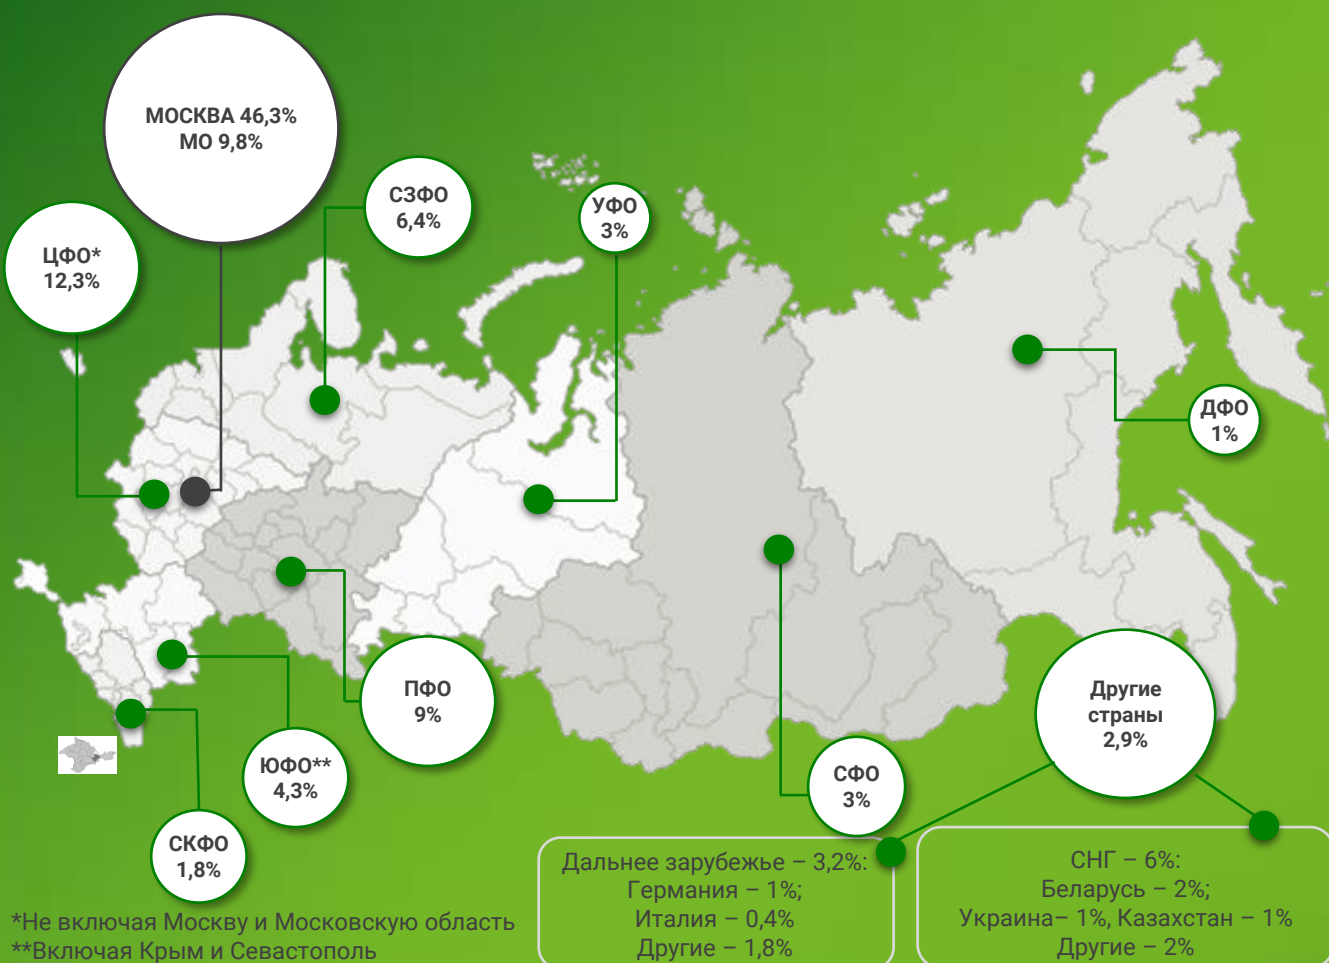 МОСКВА 46,3%
МО 9,8%
СЗФО
6,4%
УФО
3%
ЦФО*
12,3%
ДФО
1%
ПФО
9%
Другие
страны
2,9%
ЮФО**
4,3%
СФО
3%
СКФО
1,8%
Дальнее зарубежье – 3,2%:
Германия – 1%;
Италия – 0,4%
Другие – 1,8%
СНГ – 6%:
Беларусь – 2%;
Украина– 1%, Казахстан – 1%
Другие – 2%
*Не включая Москву и Московскую область
**Включая Крым и Севастополь